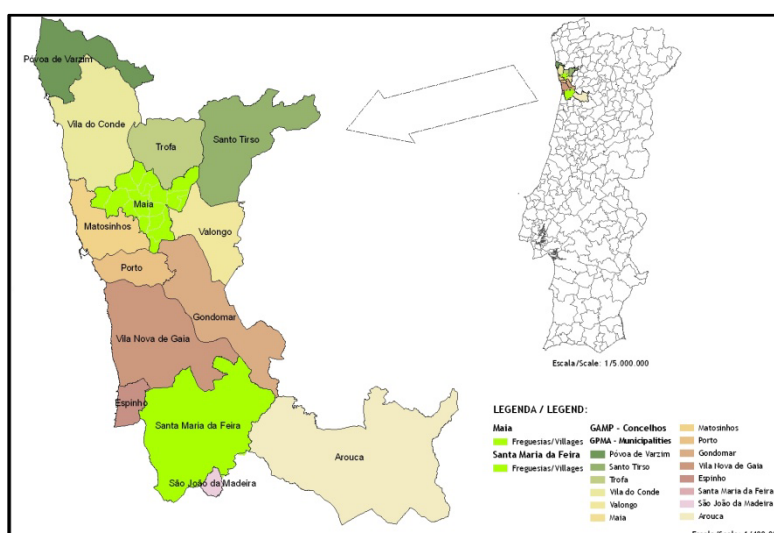 Póvoa de Varzim
Vila do Conde
Trofa
Santo Tirso
Maia
Matosinhos
Valongo
Porto
Gondomar
Vila Nova de Gaia
Espinho
Santa Maria da Feira
Arouca
São João da Madeira
Escala/Scale: 1/5.000.000
LEGENDA / LEGEND:
Maia
Freguesias/Villages
Santa Maria da Feira
Freguesias/Villages
GAMP - Concelhos
GPMA - Municipalities
Póvoa de Varzim
Santo Tirso
Trofa
Vila do Conde
Valongo
Maia
Matosinhos
Porto
Gondomar
Vila Nova de Gaia
Espinho
Santa Maria da Feira
São João da Madeira
Arouca